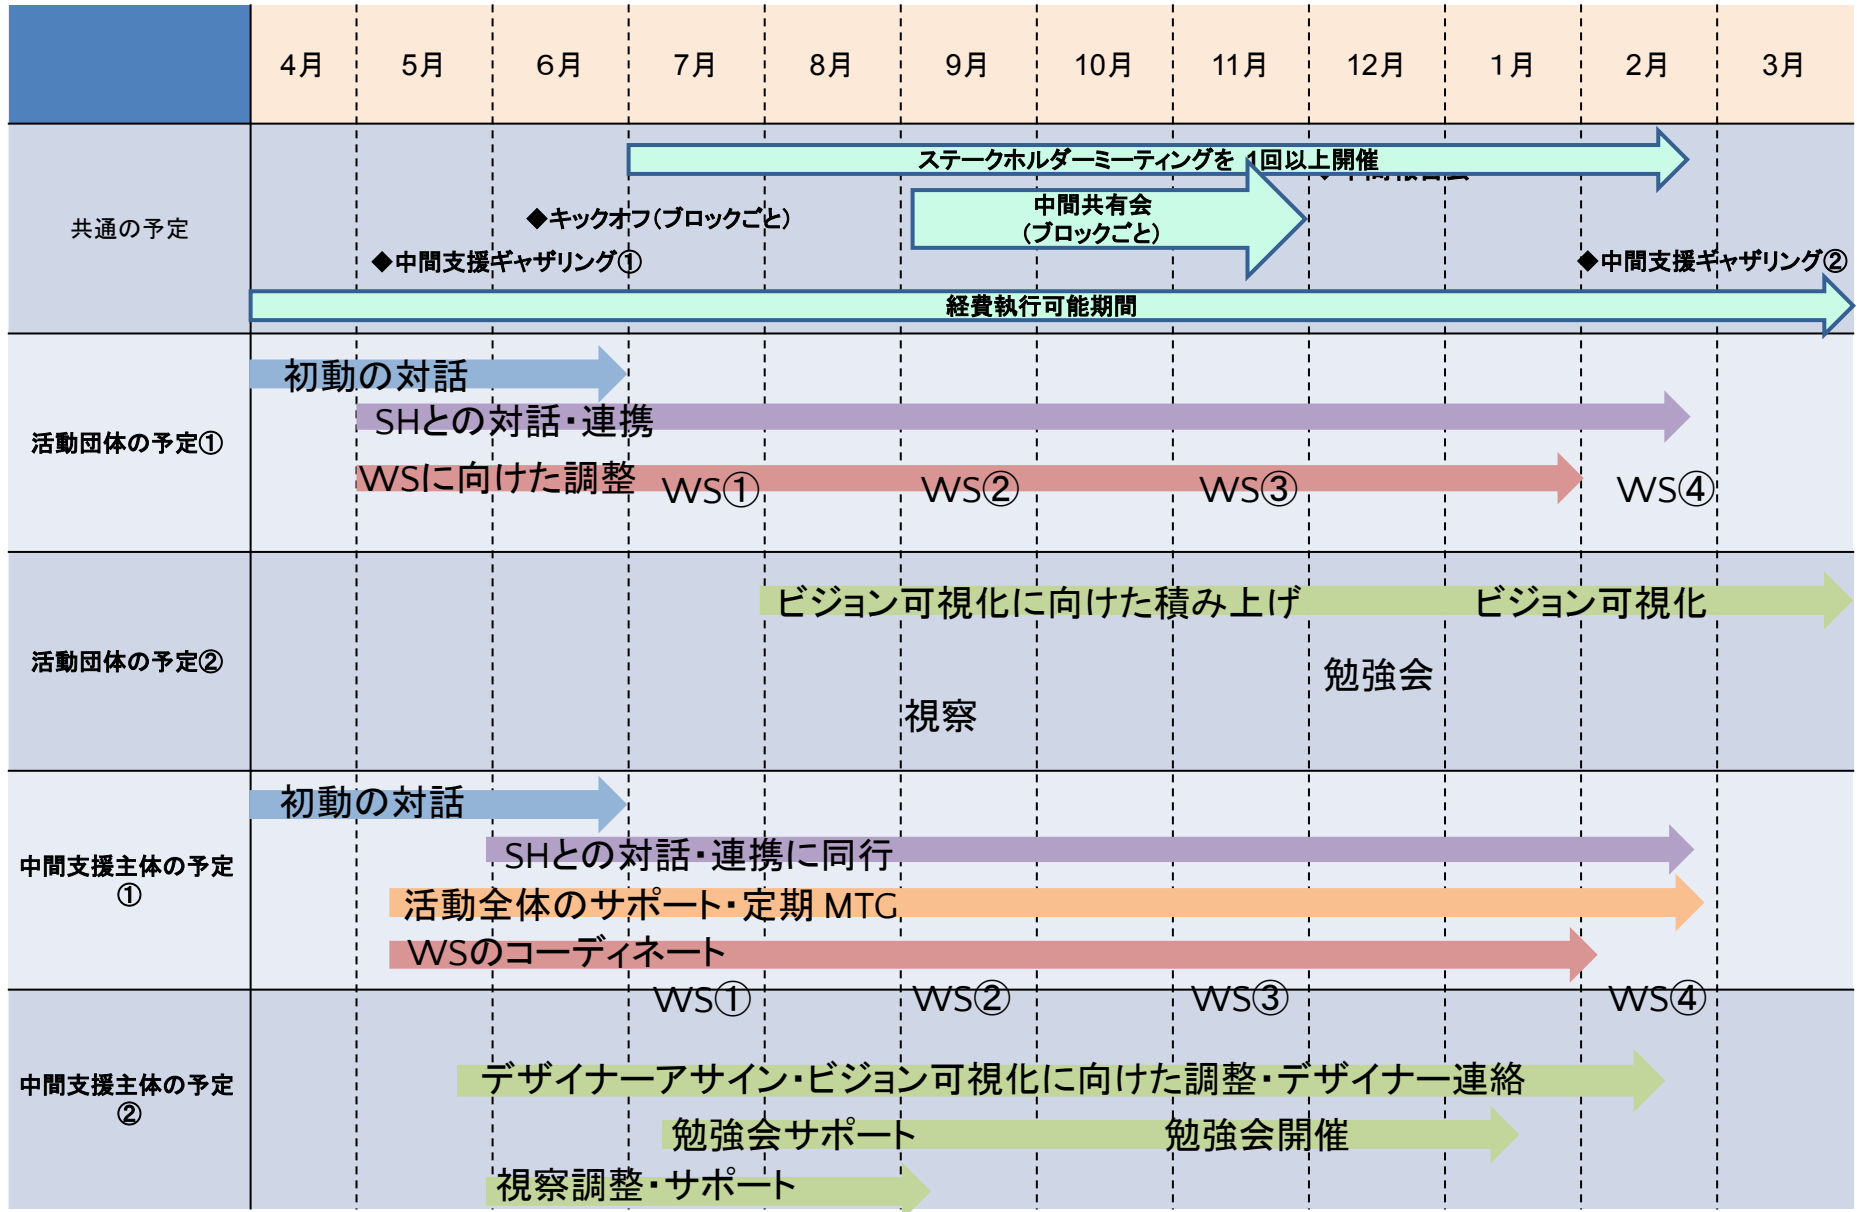 4月 5月 6月 7月 8月 9月 10月 11月 12月 1月 2月 3月
共通の予定
ステークホルダーミーティングを 1回以上開催
中間共有会
(ブロックごと)
◆キックオフ(ブロックごと)
◆中間支援ギャザリング①
◆中間支援ギャザリング②
経費執行可能期間
活動団体の予定①
初動の対話
SHとの対話・連携
WSに向けた調整
WS① WS② WS③ WS④
活動団体の予定②
ビジョン可視化に向けた積み上げ ビジョン可視化
勉強会
視察
中間支援主体の予定
①
初動の対話
SHとの対話・連携に同行
活動全体のサポート・定期 MTG
WSのコーディネート
WS① WS② WS③ WS④
中間支援主体の予定
②
デザイナーアサイン・ビジョン可視化に向けた調整・デザイナー連絡
勉強会サポート 勉強会開催
視察調整・サポート